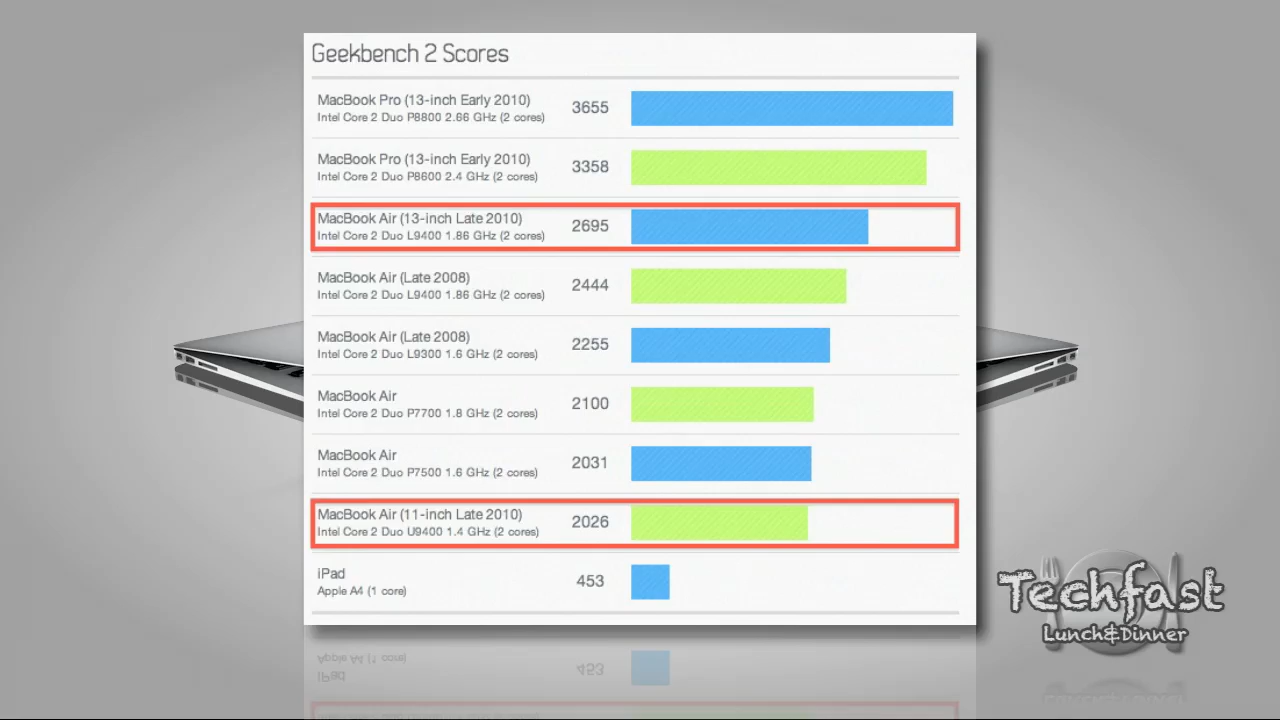 Geekbench 2 Scores
MacBook Pro (13-inch Early 2010)
Intel Core 2 Duo P8800 2.66 GHz (2 cores)
3655
MacBook Pro (13-inch Early 2010)
Intel Core 2 Duo P8600 2.4 GHz (2 cores)
3358
MacBook Air (13-inch Late 2010)
Intel Core 2 Duo L9400 1.86 GHz (2 cores)
2695
MacBook Air (Late 2008)
Intel Core 2 Duo L9400 1.86 GHz (2 cores)
2444
MacBook Air (Late 2008)
Intel Core 2 Duo L9300 1.6 GHz (2 cores)
2255
MacBook Air
Intel Core 2 Duo P7700 1.8 GHz (2 cores)
2100
MacBook Air
Intel Core 2 Duo P7500 1.6 GHz (2 cores)
2031
MacBook Air (11-inch Late 2010)
Intel Core 2 Duo U9400 1.4 GHz (2 cores)
2026
iPad
Apple A4 (1 core)
453
Techfast
Lunch&Dinner